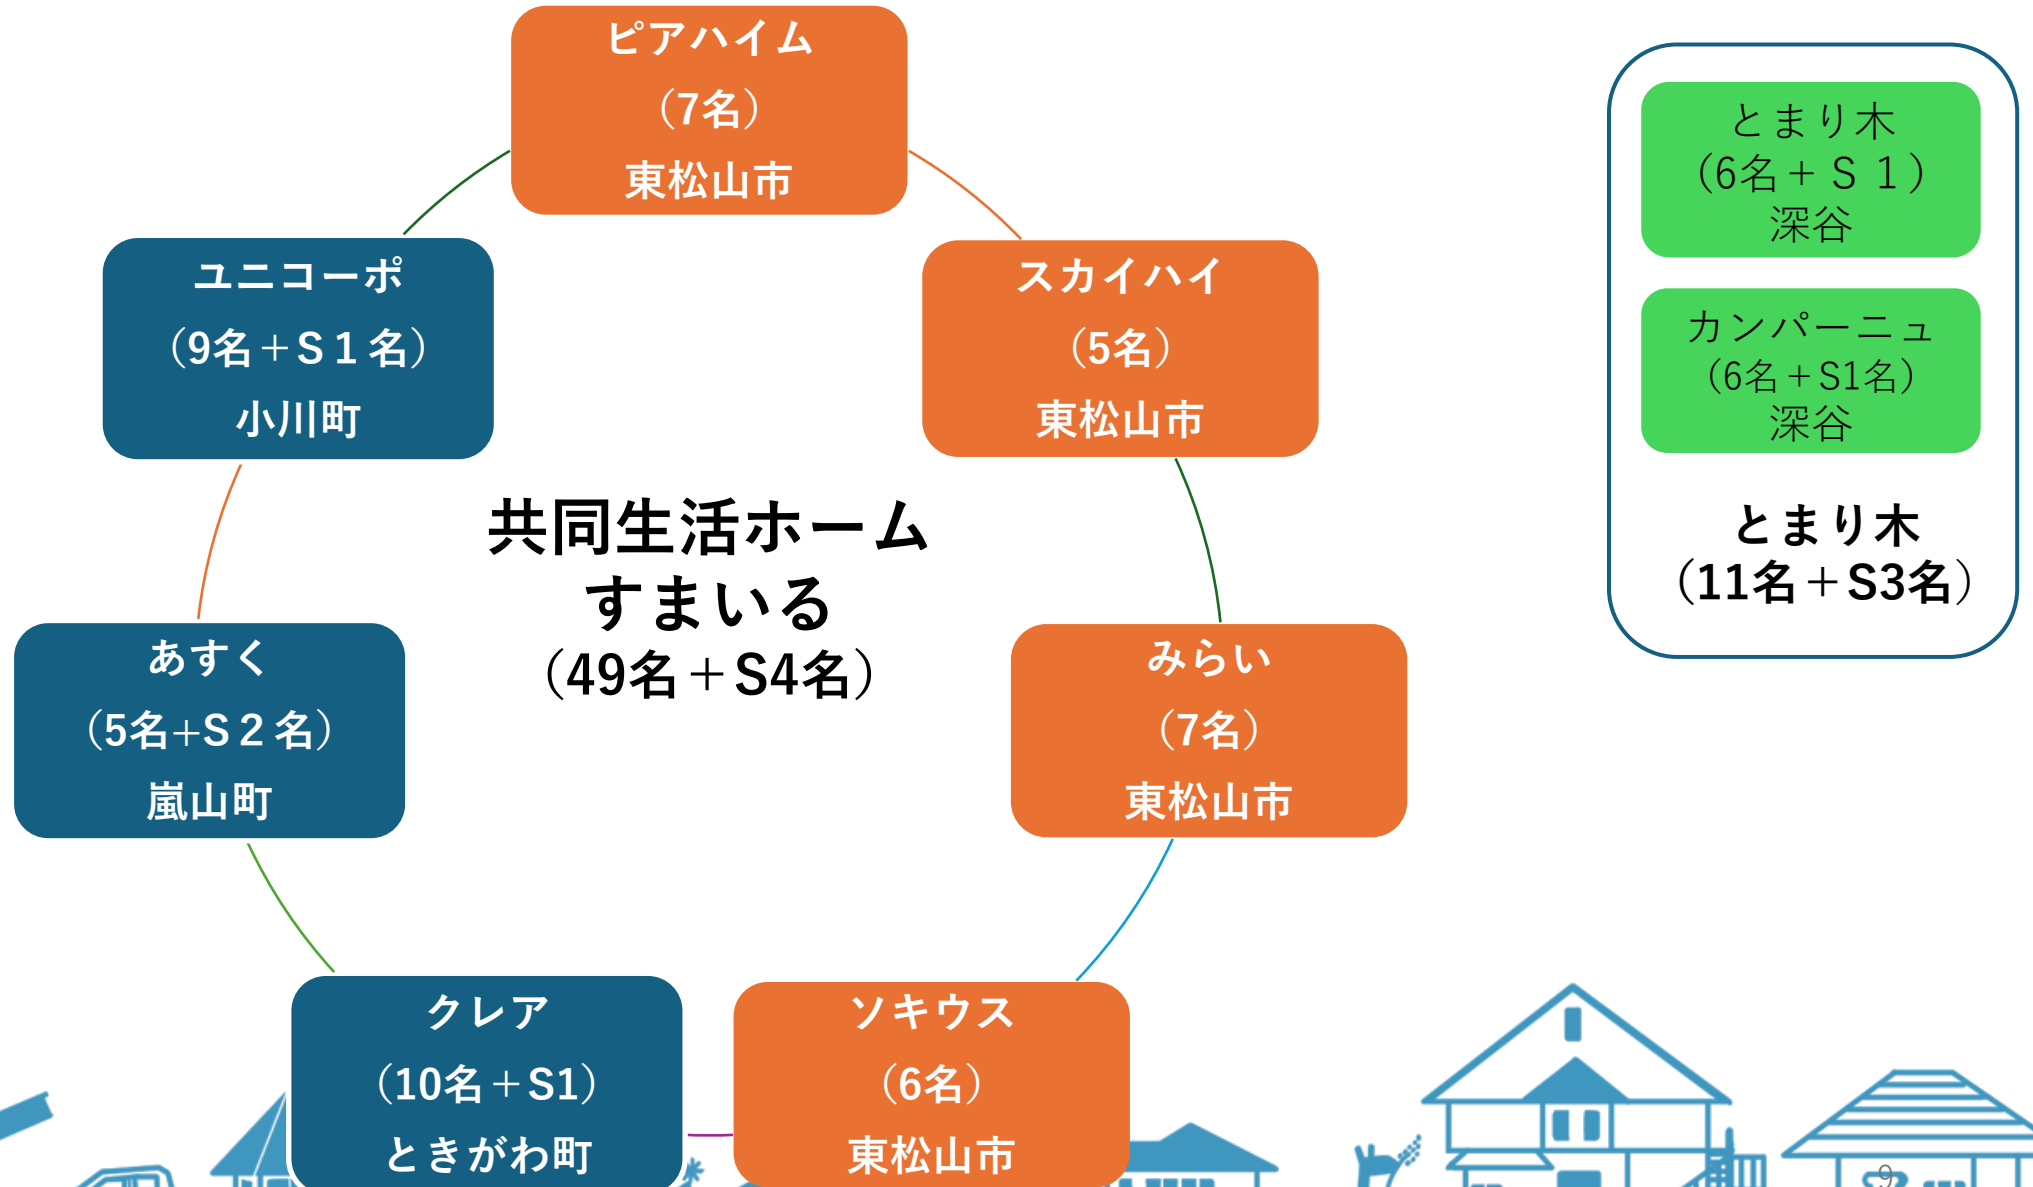 ピアハイム
（7名）
東松山市
スカイハイ
（5名）
東松山市
みらい
（7名）
東松山市
ソキウス
（6名）
東松山市
クレア
（10名＋S1）
ときがわ町
あすく
（5名+S２名）
嵐山町
ユニコーポ
（9名＋S１名）
小川町
共同生活ホーム
すまいる
（49名＋S4名）
とまり木
（6名＋Ｓ１）
深谷
カンパーニュ
（6名＋S1名）
深谷
とまり木
（11名＋S3名）
9